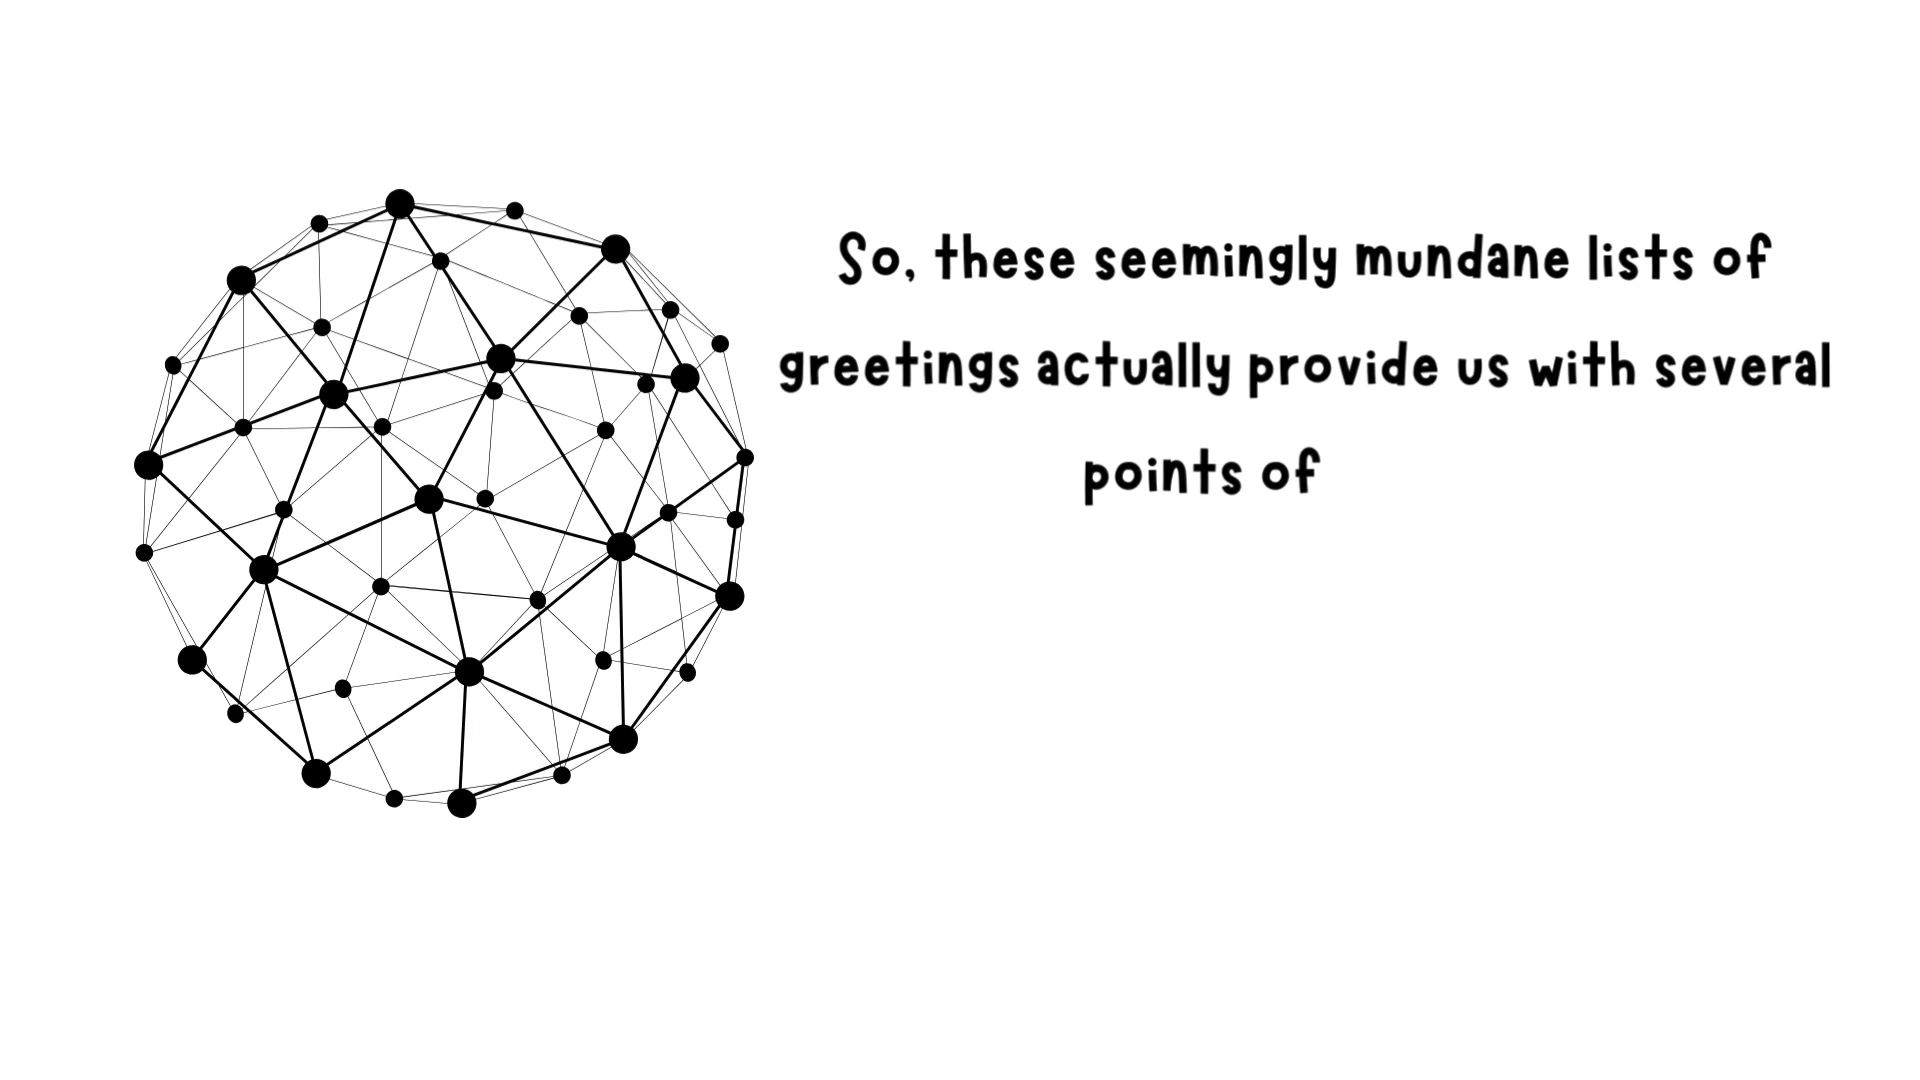 So, these seemingly mundane lists of
greetings actually provide us with several
points of